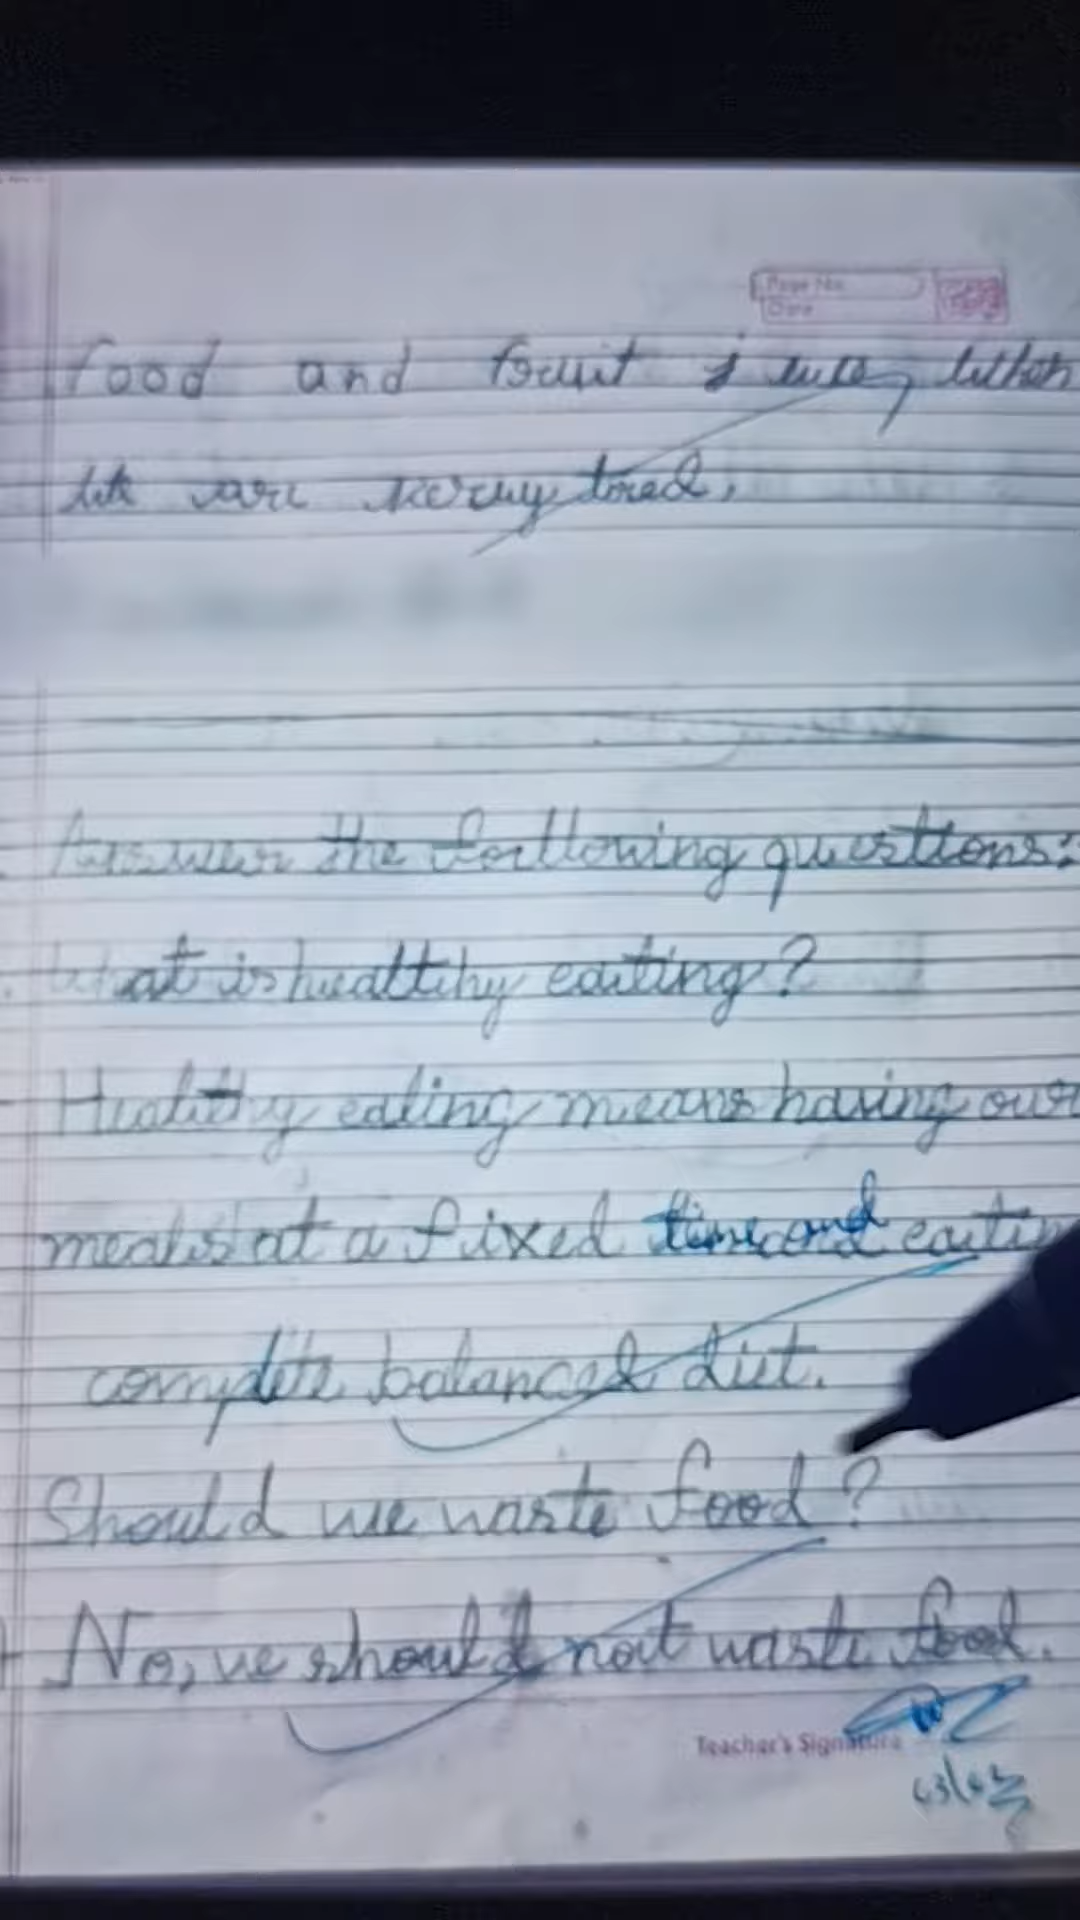 Page No.
Date
food and fruit
Answer the following questions:
What is healthy eating?
Healthy eating means having our
meals at a fixed time and eatin
complete balanced diet.
Should we waste food?
No, we should not waste food.
Teacher's Signature